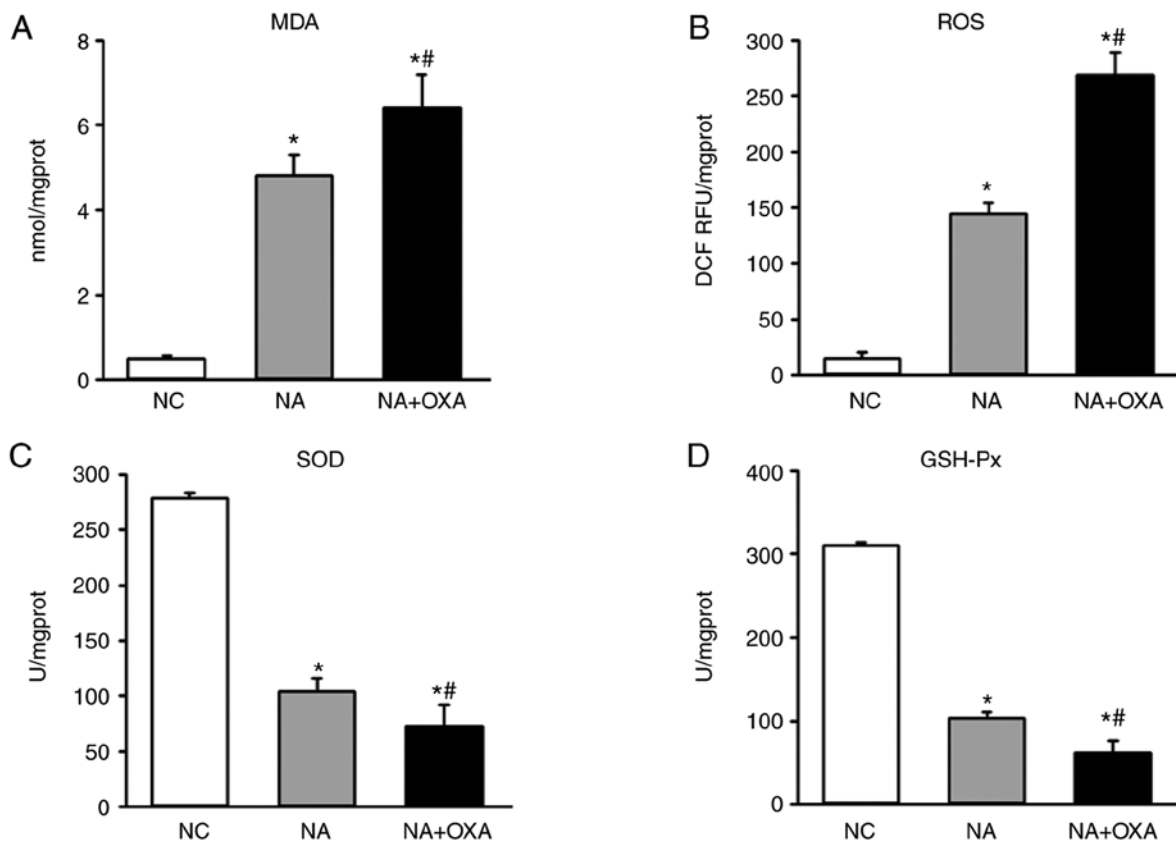 A
MDA
nmol/mgprot
8
6
4
2
0
*
*#
NC NA NA+OXA
B
ROS
DCF RFU/mgprot
300
250
200
150
100
50
0
*
*#
NC NA NA+OXA
C
SOD
U/mgprot
300
250
200
150
100
50
0
*
*#
NC NA NA+OXA
D
GSH-Px
U/mgprot
400
300
200
100
0
*
*#
NC NA NA+OXA